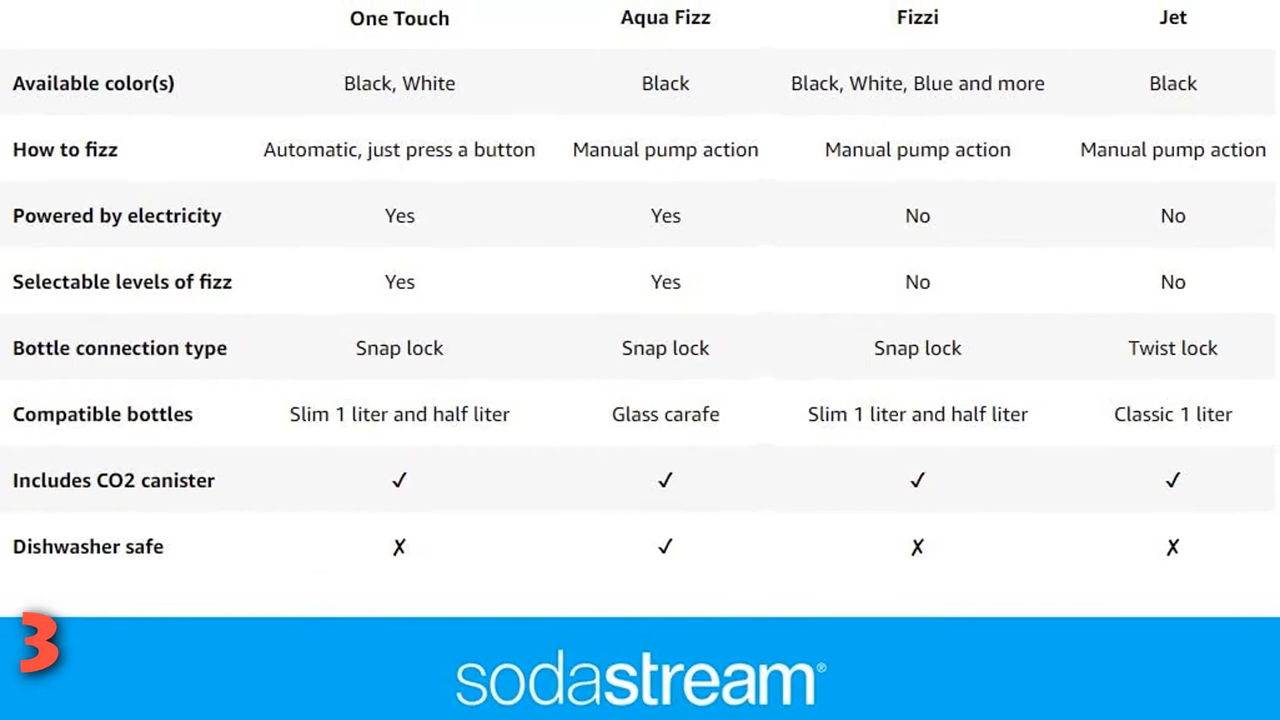 One Touch Aqua Fizz Fizzi Jet
Available color(s) Black, White Black Black, White, Blue and more Black
How to fizz Automatic, just press a button Manual pump action Manual pump action Manual pump action
Powered by electricity Yes Yes No No
Selectable levels of fizz Yes Yes No No
Bottle connection type Snap lock Snap lock Snap lock Twist lock
Compatible bottles Slim 1 liter and half liter Glass carafe Slim 1 liter and half liter Classic 1 liter
Includes CO2 canister ✓ ✓ ✓ ✓
Dishwasher safe ✗ ✓ ✗ ✗
3
sodastream®